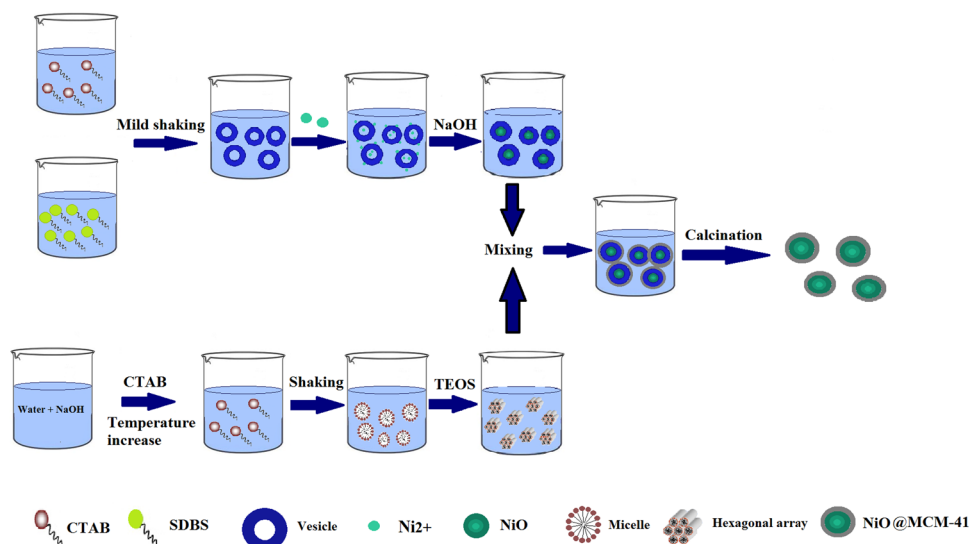 Mild shaking
NaOH
Mixing
Calcination
Water + NaOH
CTAB
Temperature
increase
Shaking
TEOS
CTAB
SDBS
Vesicle
Ni2+
NiO
Micelle
Hexagonal array
NiO@MCM-41